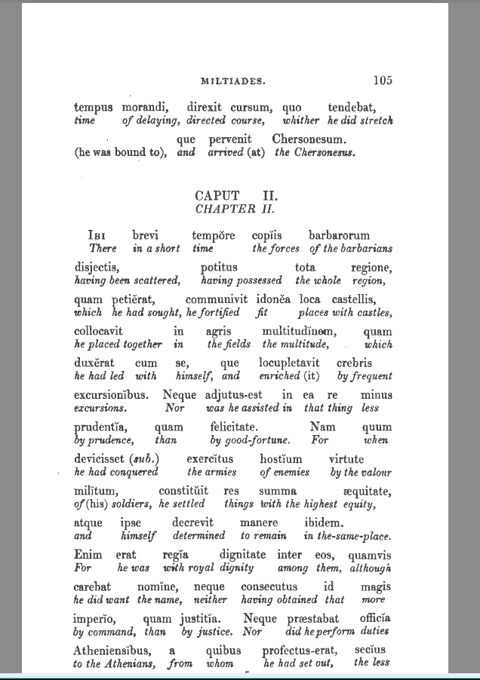 MILTIADES. 105
tempus morandi, direxit cursum, quo tendebat,
time of delaying, directed course, whither he did stretch
que pervenit Chersonesum.
(he was bound to), and arrived (at) the Chersonesus.
CAPUT II.
CHAPTER II.
IBI brevi tempŏre copĭis barbarorum
There in a short time the forces of the barbarians
disjectis, potitus tota regione,
having been scattered, having possessed the whole region,
quam petiĕrat, communivit idonĕa loca castellis,
which he had sought, he fortified fit places with castles,
collocavit in agris multitudĭnem, quam
he placed together in the fields the multitude, which
duxĕrat cum se, que locupletavit crebris
he had led with himself, and enriched (it) by frequent
excursionĭbus. Neque adjutus-est in ea re minus
excursions. Nor was he assisted in that thing less
prudentĭa, quam felicitate. Nam quum
by prudence, than by good-fortune. For when
devicisset (sub.) exercĭtus hostĭum virtute
he had conquered the armies of enemies by the valour
milĭtum, constitŭit res summa æquitate,
of (his) soldiers, he settled things with the highest equity,
atque ipse decrevit manere ibidem.
and himself determined to remain in the-same-place.
Enim erat regĭa dignitate inter eos, quamvis
For he was with royal dignity among them, although
carebat nomĭne, neque consecutus id magis
he did want the name, neither having obtained that more
imperĭo, quam justitĭa. Neque præstabat officĭa
by command, than by justice. Nor did he perform duties
Atheniensĭbus, a quibus profectus-erat, secĭus
to the Athenians, from whom he had set out, the less